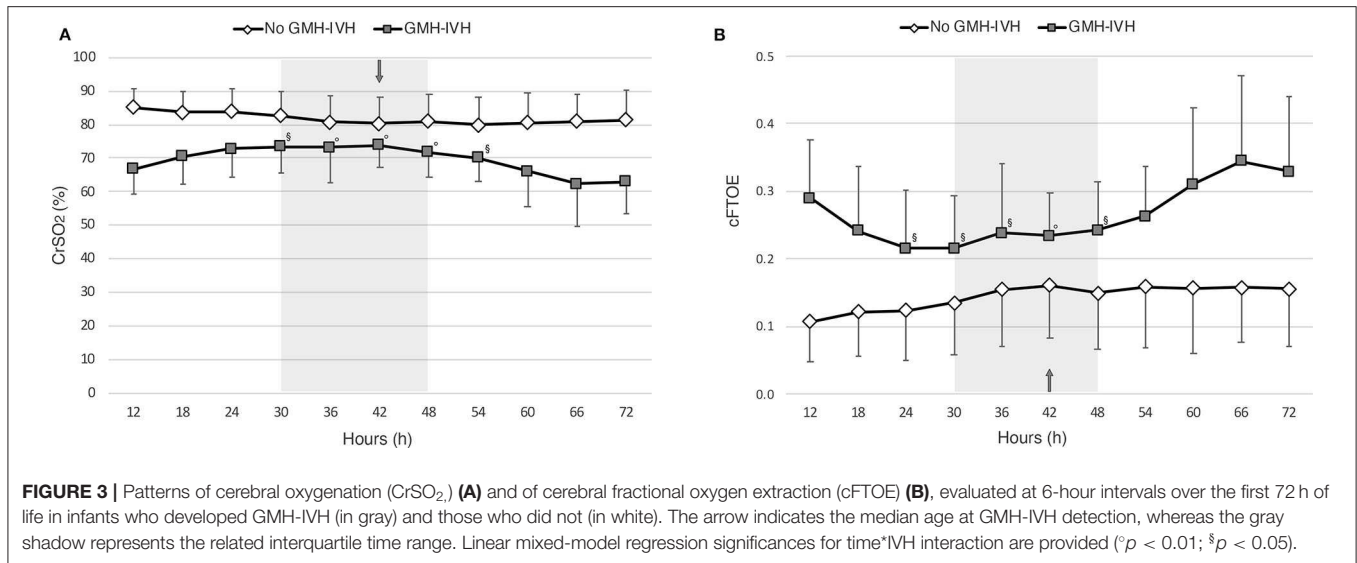 A
No GMH-IVH GMH-IVH
100
90
80
70
60
50
40
30
20
10
0
CrSO2 (%)
§ ° ° ° §
12 18 24 30 36 42 48 54 60 66 72
Hours (h)
B
No GMH-IVH GMH-IVH
0.5
0.4
0.3
0.2
0.1
0.0
cFTOE
§ § § ° §
12 18 24 30 36 42 48 54 60 66 72
Hours (h)
FIGURE 3 | Patterns of cerebral oxygenation (CrSO2,) (A) and of cerebral fractional oxygen extraction (cFTOE) (B), evaluated at 6-hour intervals over the first 72 h of
life in infants who developed GMH-IVH (in gray) and those who did not (in white). The arrow indicates the median age at GMH-IVH detection, whereas the gray
shadow represents the related interquartile time range. Linear mixed-model regression significances for time*IVH interaction are provided (°p < 0.01; §p < 0.05).